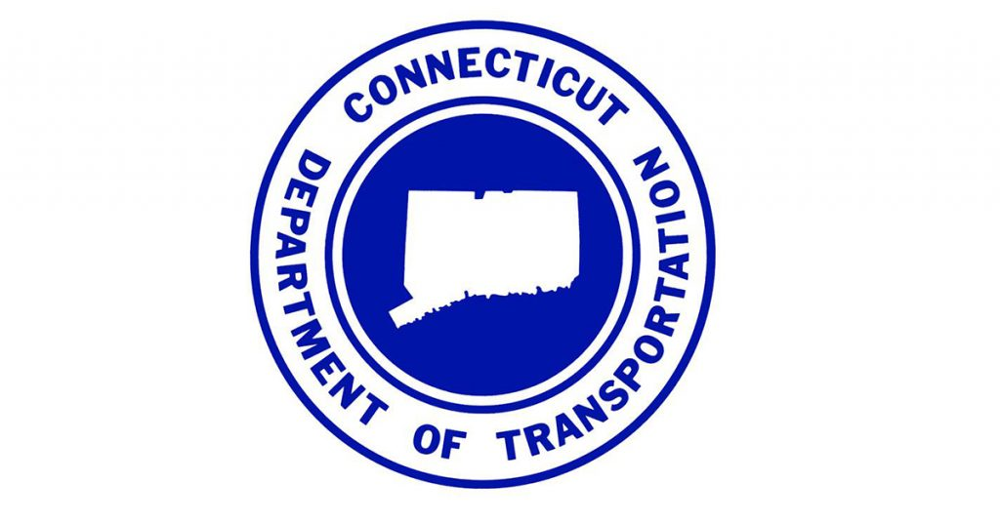 CONNECTICUT
DEPARTMENT OF TRANSPORTATION